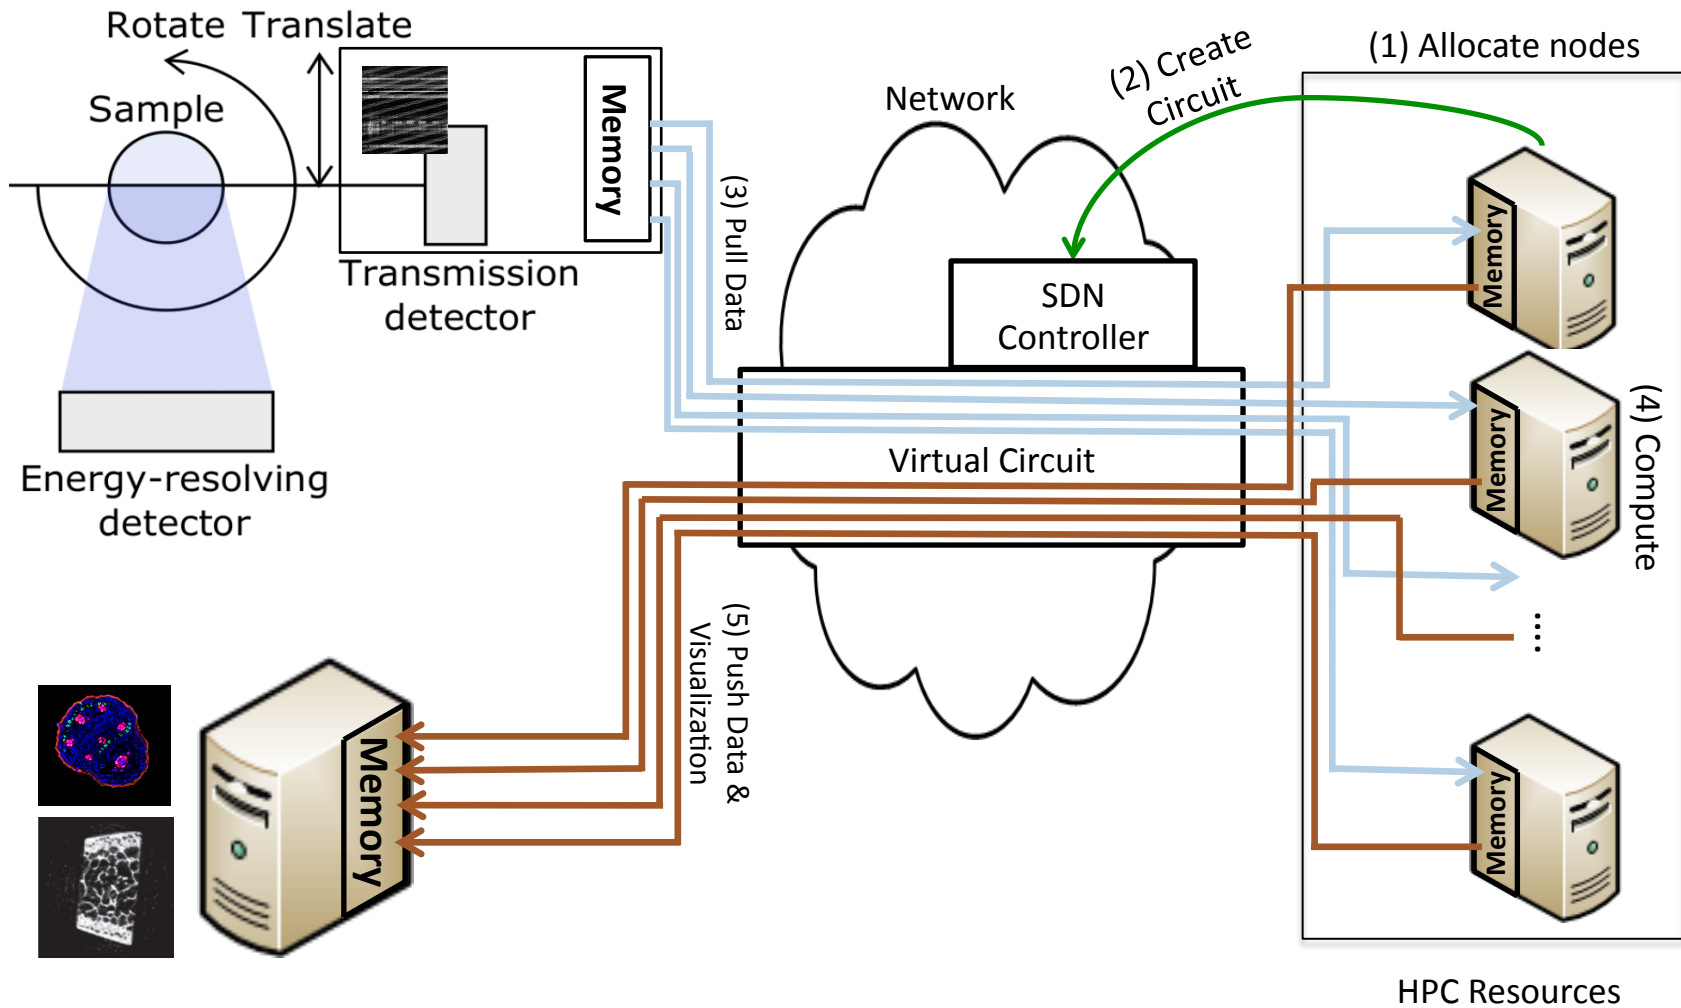 Rotate Translate
Sample
Memory
Transmission
detector
Energy-resolving
detector
(3) Pull Data
Network
(2) Create
Circuit
SDN
Controller
Virtual Circuit
(1) Allocate nodes
Memory
Memory
(4) Compute
....
Memory
HPC Resources
(5) Push Data &
Visualization
Memory